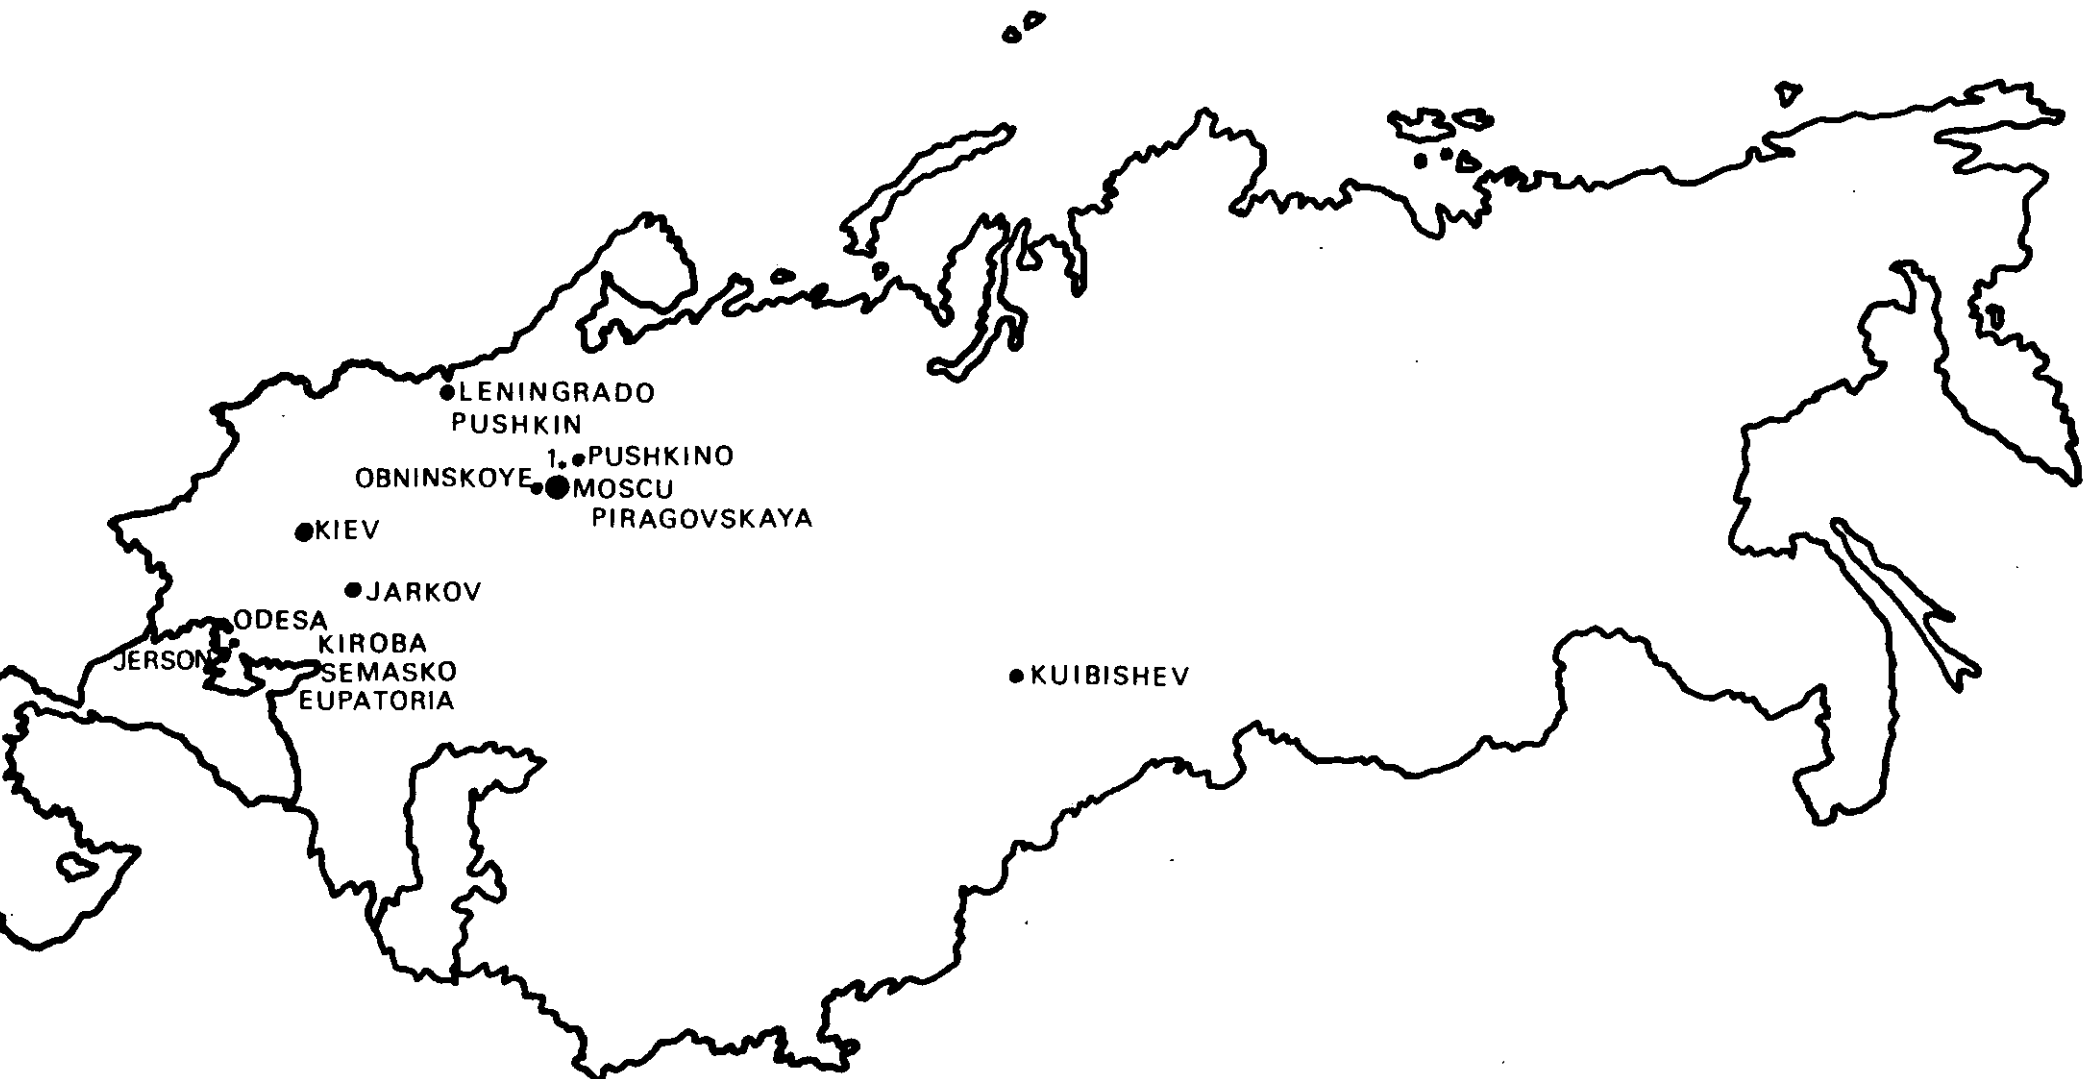 LENINGRADO
PUSHKIN
1.
PUSHKINO
OBNINSKOYE
MOSCU
PIRAGOVSKAYA
KIEV
JARKOV
ODESA
KIROBA
JERSON
SEMASKO
EUPATORIA
KUIBISHEV